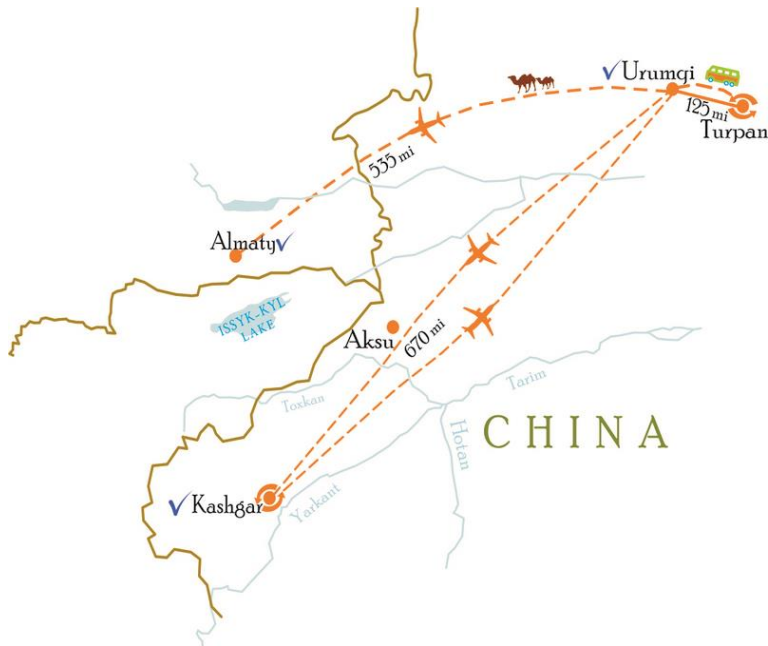 Urumqi
125 mi
Turpan
535 mi
Almaty
ISSYK-KYL
LAKE
Aksu
670 mi
Toxkan
Tarim
Hotan
CHINA
Kashgar
Yarkant